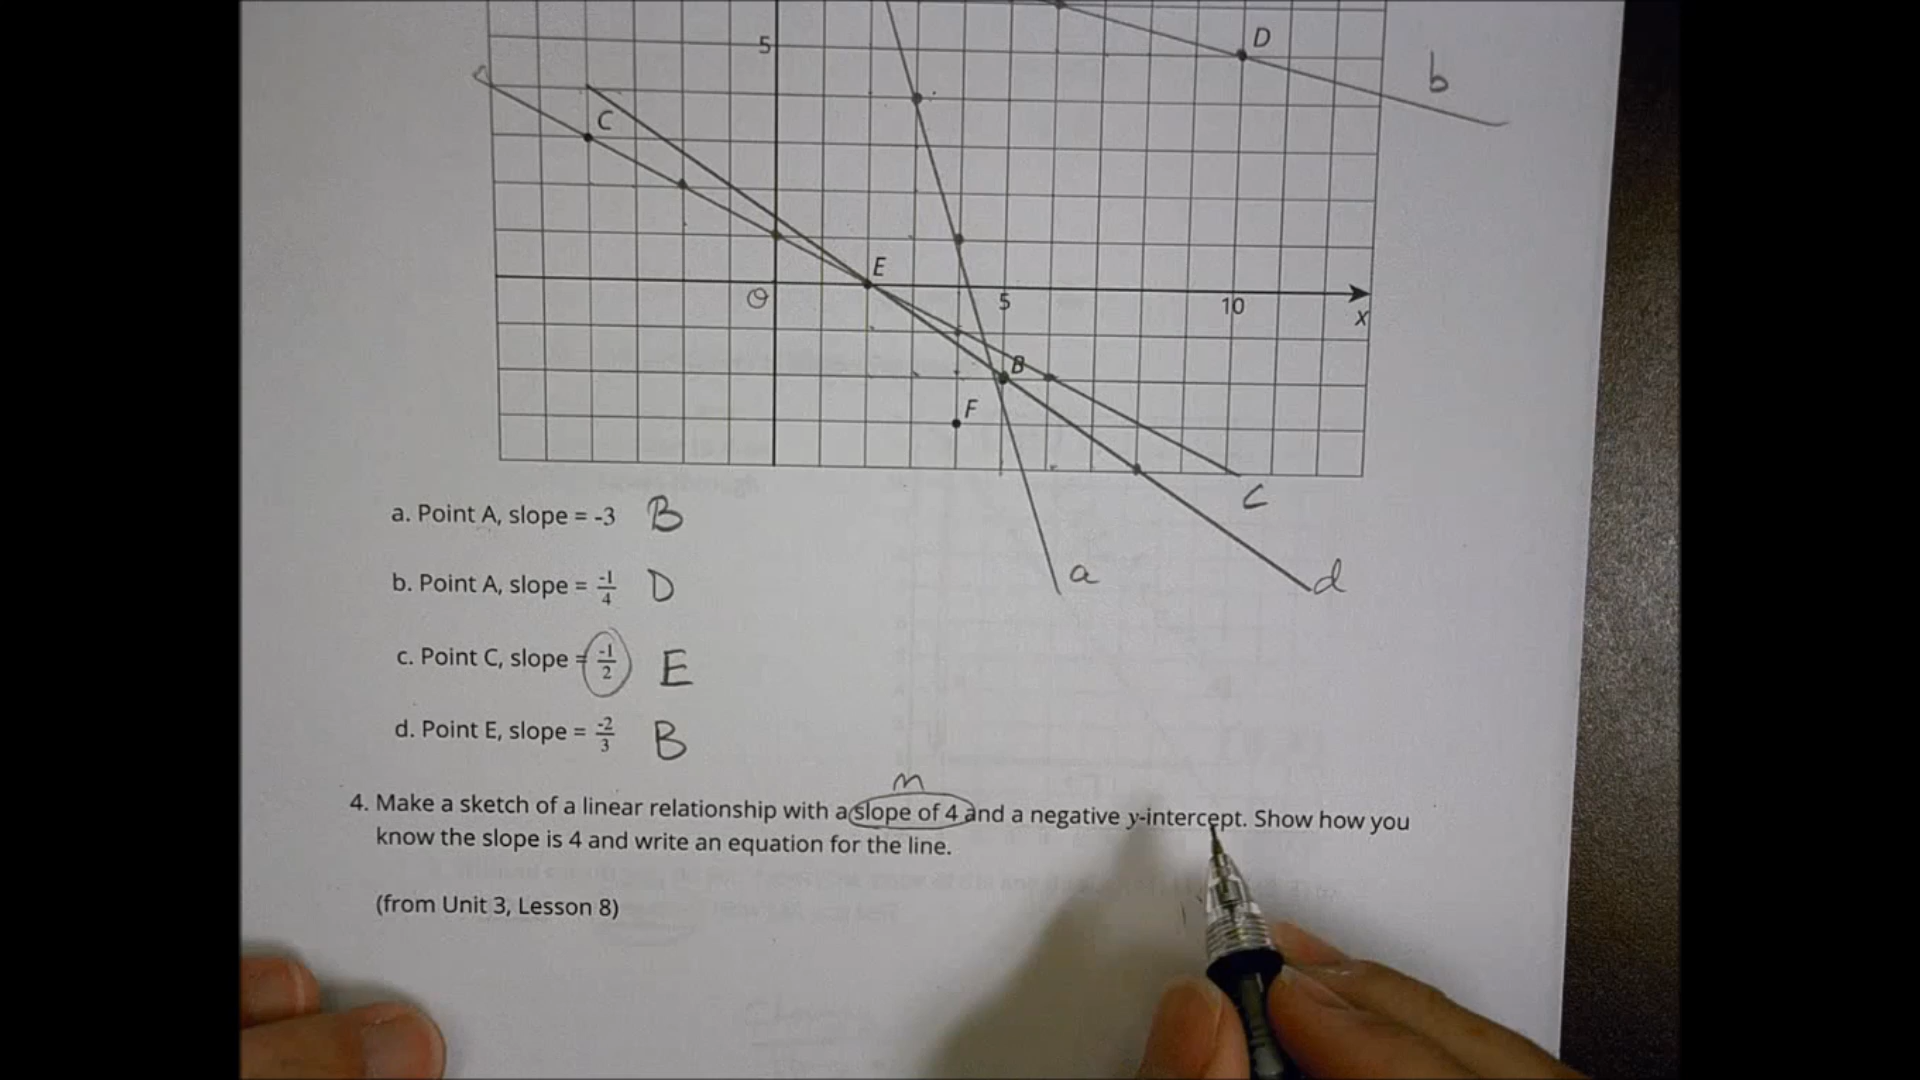 5
D
b
C
E
O
5
10
x
B
F
C
a
d
a. Point A, slope = -3 B
b. Point A, slope = -1/4 D
c. Point C, slope = -1/2 E
d. Point E, slope = -2/3 B
m
4. Make a sketch of a linear relationship with a slope of 4 and a negative y-intercept. Show how you
know the slope is 4 and write an equation for the line.
(from Unit 3, Lesson 8)